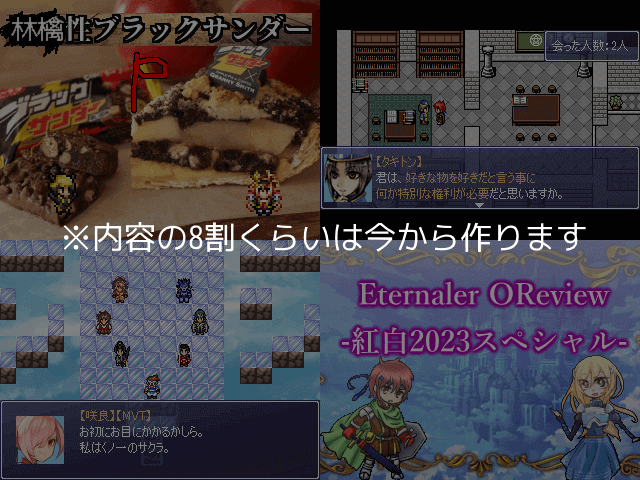 林檎性ブラックサンダー
ブラック
サンダー
GRANNY SMITH
会った人数:2人
【タキトン】
君は、好きな物を好きだと言う事に
何か特別な権利が必要だと思いますか。
※内容の8割くらいは今から作ります
【咲良】【MVT】
お初にお目にかかるかしら。
私はくノ一のサクラ。
Eternaler OReview
-紅白2023スペシャル-